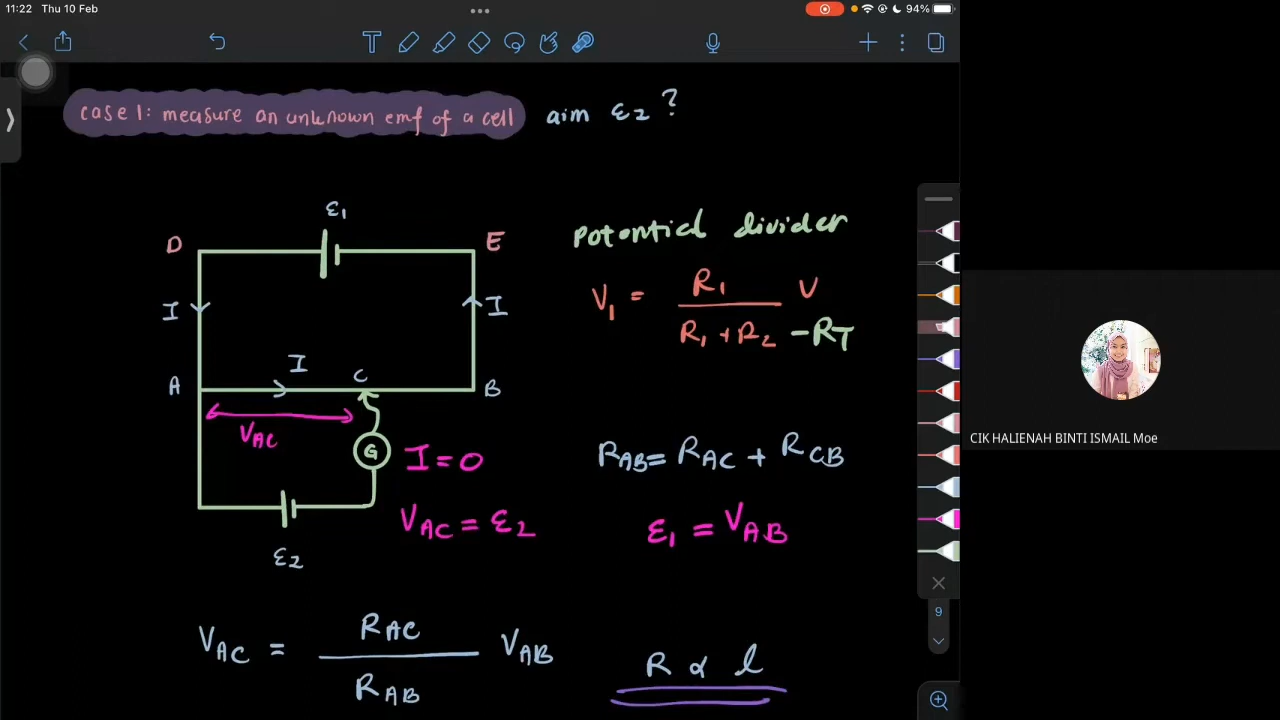 11:22 Thu 10 Feb
94%
case 1: measure an unknown emf of a cell aim ε2 ?
ε1
D E
I I
A I C B
VAC
G
I = 0
VAC = ε2
ε2
Potential divider
V1 = R1 / R1 + R2 V - RT
RAB = RAC + RCB
ε1 = VAB
VAC = RAC / RAB VAB
R ∝ l
9
CIK HALIENAH BINTI ISMAIL Moe